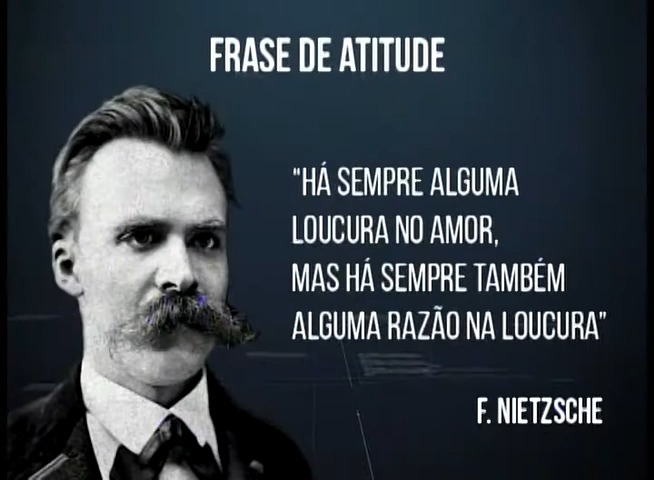 FRASE DE ATITUDE
"HÁ SEMPRE ALGUMA
LOUCURA NO AMOR,
MAS HÁ SEMPRE TAMBÉM
ALGUMA RAZÃO NA LOUCURA"
F. NIETZSCHE